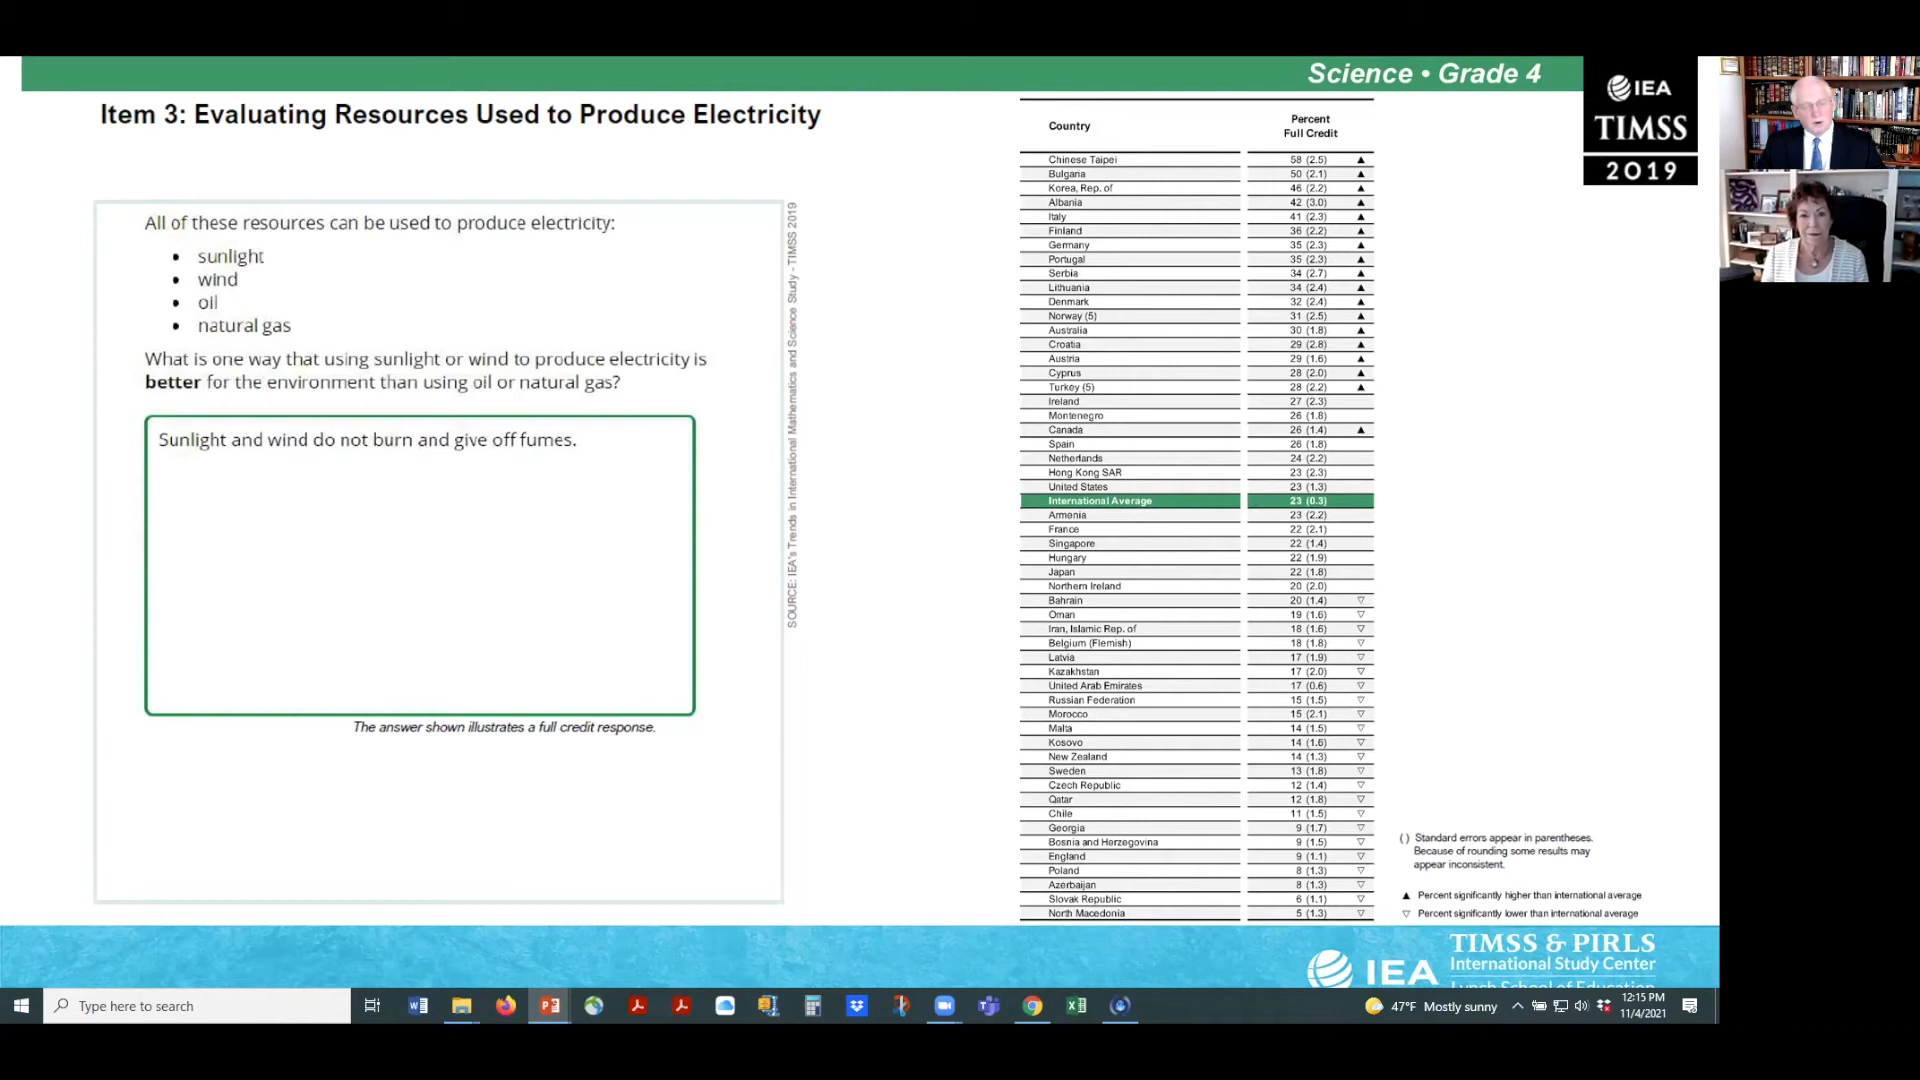 Science • Grade 4
Item 3: Evaluating Resources Used to Produce Electricity
All of these resources can be used to produce electricity:
• sunlight
• wind
• oil
• natural gas
What is one way that using sunlight or wind to produce electricity is
better for the environment than using oil or natural gas?
Sunlight and wind do not burn and give off fumes.
The answer shown illustrates a full credit response.
SOURCE: IEA's Trends in International Mathematics and Science Study - TIMSS 2019
Country Percent
Full Credit
Chinese Taipei 58 (2.5) ▲
Bulgaria 50 (2.1) ▲
Korea, Rep. of 46 (2.2) ▲
Albania 42 (3.0) ▲
Italy 41 (2.3) ▲
Finland 36 (2.2) ▲
Germany 35 (2.3) ▲
Portugal 35 (2.3) ▲
Serbia 34 (2.7) ▲
Lithuania 34 (2.4) ▲
Denmark 32 (2.4) ▲
Norway (5) 31 (2.5) ▲
Australia 30 (1.8) ▲
Croatia 29 (2.8) ▲
Austria 29 (1.6) ▲
Cyprus 28 (2.0) ▲
Turkey (5) 28 (2.2) ▲
Ireland 27 (2.3)
Montenegro 26 (1.8)
Canada 26 (1.4) ▲
Spain 26 (1.8)
Netherlands 24 (2.2)
Hong Kong SAR 23 (2.3)
United States 23 (1.3)
International Average 23 (0.3)
Armenia 23 (2.2)
France 22 (2.1)
Singapore 22 (1.4)
Hungary 22 (1.9)
Japan 22 (1.8)
Northern Ireland 20 (2.0)
Bahrain 20 (1.4) ▽
Oman 19 (1.6) ▽
Iran, Islamic Rep. of 18 (1.6) ▽
Belgium (Flemish) 18 (1.8) ▽
Latvia 17 (1.9) ▽
Kazakhstan 17 (2.0) ▽
United Arab Emirates 17 (0.6) ▽
Russian Federation 15 (1.5) ▽
Morocco 15 (2.1) ▽
Malta 14 (1.5) ▽
Kosovo 14 (1.6) ▽
New Zealand 14 (1.3) ▽
Sweden 13 (1.8) ▽
Czech Republic 12 (1.4) ▽
Qatar 12 (1.8) ▽
Chile 11 (1.5) ▽
Georgia 9 (1.7) ▽
Bosnia and Herzegovina 9 (1.5) ▽
England 9 (1.1) ▽
Poland 8 (1.3) ▽
Azerbaijan 8 (1.3) ▽
Slovak Republic 6 (1.1) ▽
North Macedonia 5 (1.3) ▽
IEA
TIMSS
2019
( ) Standard errors appear in parentheses.
Because of rounding some results may
appear inconsistent.
▲ Percent significantly higher than international average
▽ Percent significantly lower than international average
IEA
TIMSS & PIRLS
International Study Center
Lynch School of Education
Type here to search
47°F Mostly sunny
12:15 PM
11/4/2021